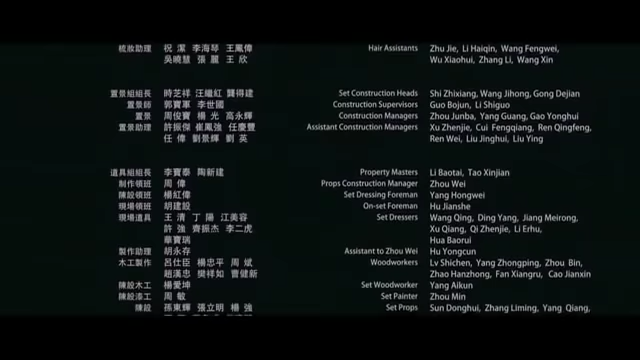 梳妝助理 祝 潔 李海琴 王鳳偉 Hair Assistants Zhu Jie, Li Haiqin, Wang Fengwei,
吳曉慧 張 麗 王 欣 Wu Xiaohui, Zhang Li, Wang Xin
置景組組長 時芝祥 汪繼紅 龔得建 Set Construction Heads Shi Zhixiang, Wang Jihong, Gong Dejian
置景師 郭寶軍 李世國 Construction Supervisors Guo Bojun, Li Shiguo
置景 周俊寶 楊 光 高永輝 Construction Managers Zhou Junba, Yang Guang, Gao Yonghui
置景助理 許振傑 崔鳳強 任慶豐 Assistant Construction Managers Xu Zhenjie, Cui Fengqiang, Ren Qingfeng,
任 偉 劉景輝 劉 英 Ren Wei, Liu Jinghui, Liu Ying
道具組組長 李寶泰 陶新建 Property Masters Li Baotai, Tao Xinjian
制作領班 周 偉 Props Construction Manager Zhou Wei
陳設領班 楊紅偉 Set Dressing Foreman Yang Hongwei
現場領班 胡建設 On-set Foreman Hu Jianshe
現場道具 王 清 丁 陽 江美容 Set Dressers Wang Qing, Ding Yang, Jiang Meirong,
許 強 齊振杰 李二虎 Xu Qiang, Qi Zhenjie, Li Erhu,
華寶瑞 Hua Baorui
製作助理 胡永存 Assistant to Zhou Wei Hu Yongcun
木工製作 呂仕臣 楊忠平 周 斌 Woodworkers Lv Shichen, Yang Zhongping, Zhou Bin,
趙漢忠 樊祥如 曹健新 Zhao Hanzhong, Fan Xiangru, Cao Jianxin
陳設木工 楊愛坤 Set Woodworker Yang Aikun
陳設漆工 周 敏 Set Painter Zhou Min
陳設 孫東輝 張立明 楊 強 Set Props Sun Donghui, Zhang Liming, Yang Qiang,